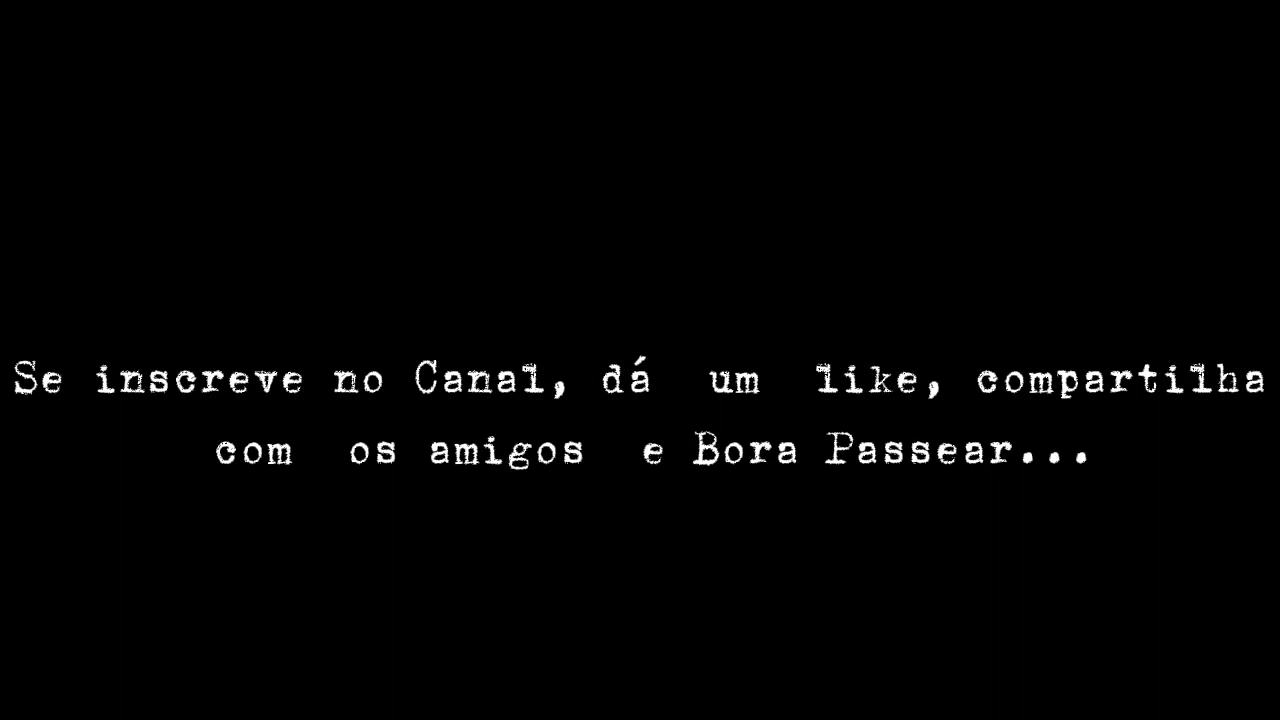 Se inscreve no Canal, dá um like, compartilha
com os amigos e Bora Passear...